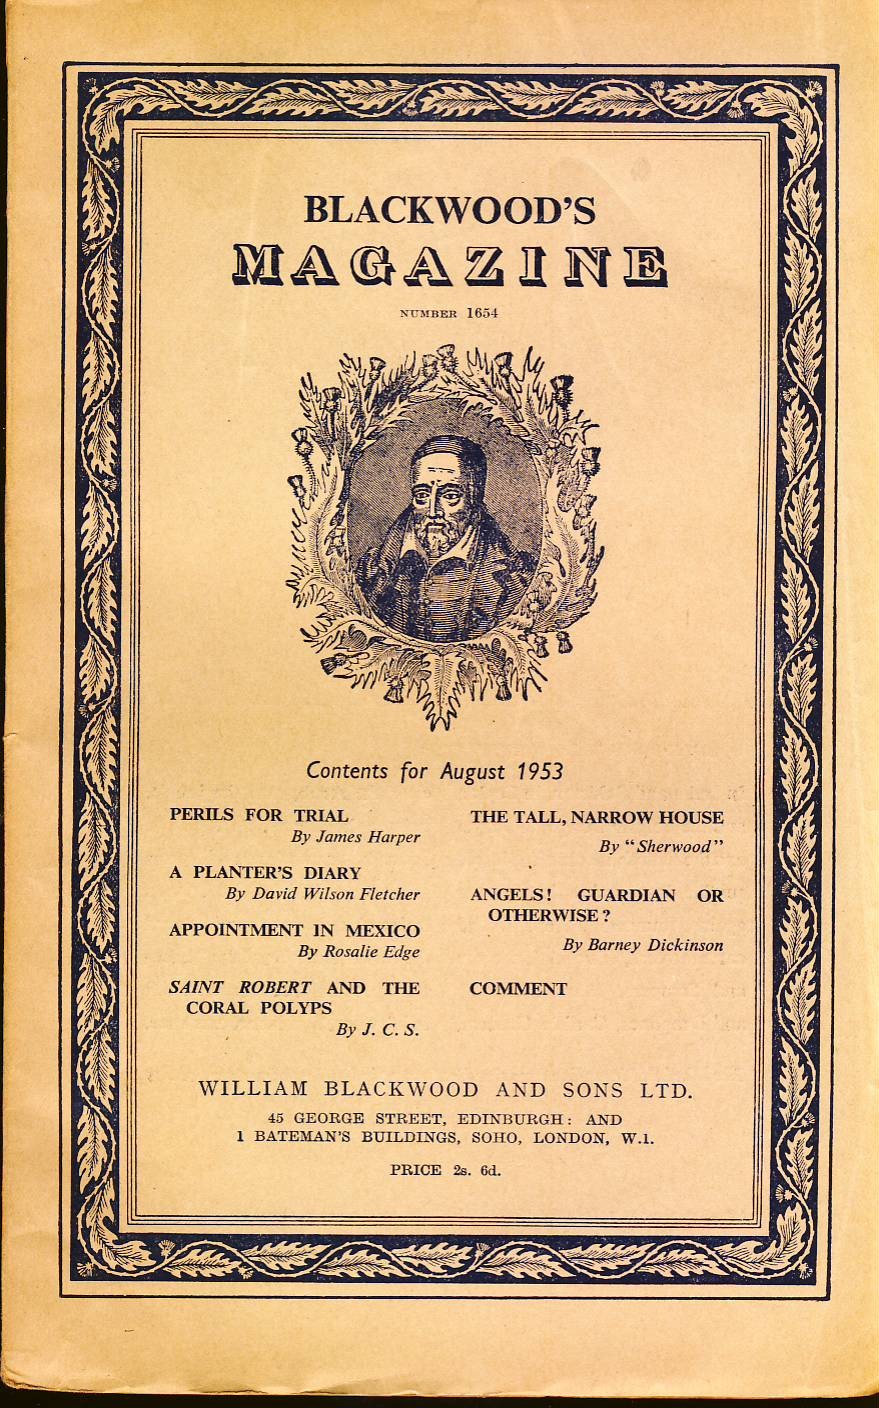 BLACKWOOD'S
MAGAZINE
NUMBER 1654
Contents for August 1953
PERILS FOR TRIAL
By James Harper
A PLANTER'S DIARY
By David Wilson Fletcher
APPOINTMENT IN MEXICO
By Rosalie Edge
SAINT ROBERT AND THE
CORAL POLYPS
By J. C. S.
THE TALL, NARROW HOUSE
By "Sherwood"
ANGELS! GUARDIAN OR
OTHERWISE?
By Barney Dickinson
COMMENT
WILLIAM BLACKWOOD AND SONS LTD.
45 GEORGE STREET, EDINBURGH: AND
1 BATEMAN'S BUILDINGS, SOHO, LONDON, W.1.
PRICE 2s. 6d.